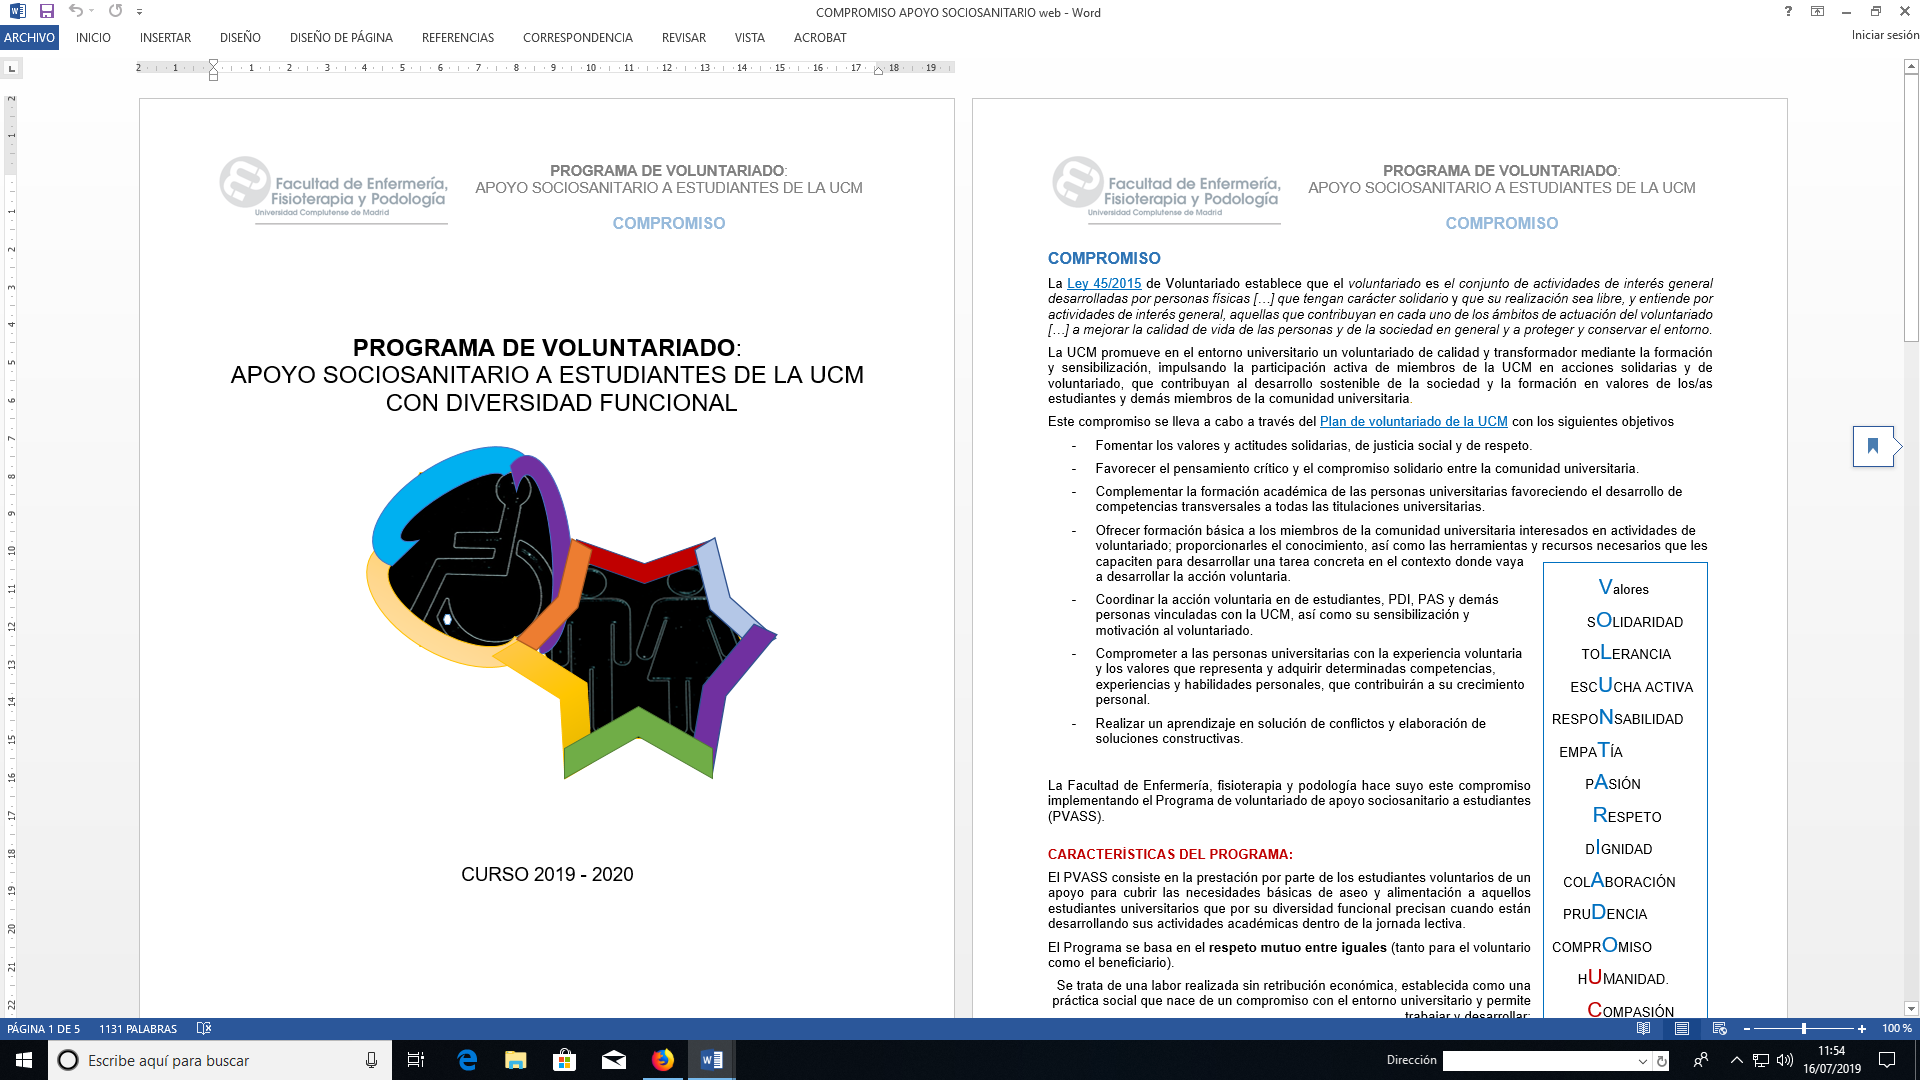 COMPROMISO APOYO SOCIOSANITARIO web - Word
ARCHIVO INICIO INSERTAR DISEÑO DISEÑO DE PÁGINA REFERENCIAS CORRESPONDENCIA REVISAR VISTA ACROBAT
Iniciar sesión
2 1 1 2 3 4 5 6 7 8 9 10 11 12 13 14 15 16 17 18 19
Facultad de Enfermería,
Fisioterapia y Podología
Universidad Complutense de Madrid
PROGRAMA DE VOLUNTARIADO:
APOYO SOCIOSANITARIO A ESTUDIANTES DE LA UCM
COMPROMISO
PROGRAMA DE VOLUNTARIADO:
APOYO SOCIOSANITARIO A ESTUDIANTES DE LA UCM
CON DIVERSIDAD FUNCIONAL
CURSO 2019 - 2020
Facultad de Enfermería,
Fisioterapia y Podología
Universidad Complutense de Madrid
PROGRAMA DE VOLUNTARIADO:
APOYO SOCIOSANITARIO A ESTUDIANTES DE LA UCM
COMPROMISO
COMPROMISO
La Ley 45/2015 de Voluntariado establece que el voluntariado es el conjunto de actividades de interés general
desarrolladas por personas físicas […] que tengan carácter solidario y que su realización sea libre, y entiende por
actividades de interés general, aquellas que contribuyan en cada uno de los ámbitos de actuación del voluntariado
[…] a mejorar la calidad de vida de las personas y de la sociedad en general y a proteger y conservar el entorno.
La UCM promueve en el entorno universitario un voluntariado de calidad y transformador mediante la formación
y sensibilización, impulsando la participación activa de miembros de la UCM en acciones solidarias y de
voluntariado, que contribuyan al desarrollo sostenible de la sociedad y la formación en valores de los/as
estudiantes y demás miembros de la comunidad universitaria.
Este compromiso se lleva a cabo a través del Plan de voluntariado de la UCM con los siguientes objetivos
- Fomentar los valores y actitudes solidarias, de justicia social y de respeto.
- Favorecer el pensamiento crítico y el compromiso solidario entre la comunidad universitaria.
- Complementar la formación académica de las personas universitarias favoreciendo el desarrollo de
competencias transversales a todas las titulaciones universitarias.
- Ofrecer formación básica a los miembros de la comunidad universitaria interesados en actividades de
voluntariado; proporcionarles el conocimiento, así como las herramientas y recursos necesarios que les
capaciten para desarrollar una tarea concreta en el contexto donde vaya
a desarrollar la acción voluntaria.
- Coordinar la acción voluntaria en de estudiantes, PDI, PAS y demás
personas vinculadas con la UCM, así como su sensibilización y
motivación al voluntariado.
- Comprometer a las personas universitarias con la experiencia voluntaria
y los valores que representa y adquirir determinadas competencias,
experiencias y habilidades personales, que contribuirán a su crecimiento
personal.
- Realizar un aprendizaje en solución de conflictos y elaboración de
soluciones constructivas.
La Facultad de Enfermería, fisioterapia y podología hace suyo este compromiso
implementando el Programa de voluntariado de apoyo sociosanitario a estudiantes
(PVASS).
CARACTERÍSTICAS DEL PROGRAMA:
El PVASS consiste en la prestación por parte de los estudiantes voluntarios de un
apoyo para cubrir las necesidades básicas de aseo y alimentación a aquellos
estudiantes universitarios que por su diversidad funcional precisan cuando están
desarrollando sus actividades académicas dentro de la jornada lectiva.
El Programa se basa en el respeto mutuo entre iguales (tanto para el voluntario
como el beneficiario).
Se trata de una labor realizada sin retribución económica, establecida como una
práctica social que nace de un compromiso con el entorno universitario y permite
trabajar y desarrollar:
Valores
SOLIDARIDAD
TOLERANCIA
ESCUCHA ACTIVA
RESPONSABILIDAD
EMPATÍA
PASIÓN
RESPETO
DIGNIDAD
COLABORACIÓN
PRUDENCIA
COMPROMISO
HUMANIDAD.
COMPASIÓN
PÁGINA 1 DE 5 1131 PALABRAS
100 %
Escribe aquí para buscar
Dirección
11:54
16/07/2019